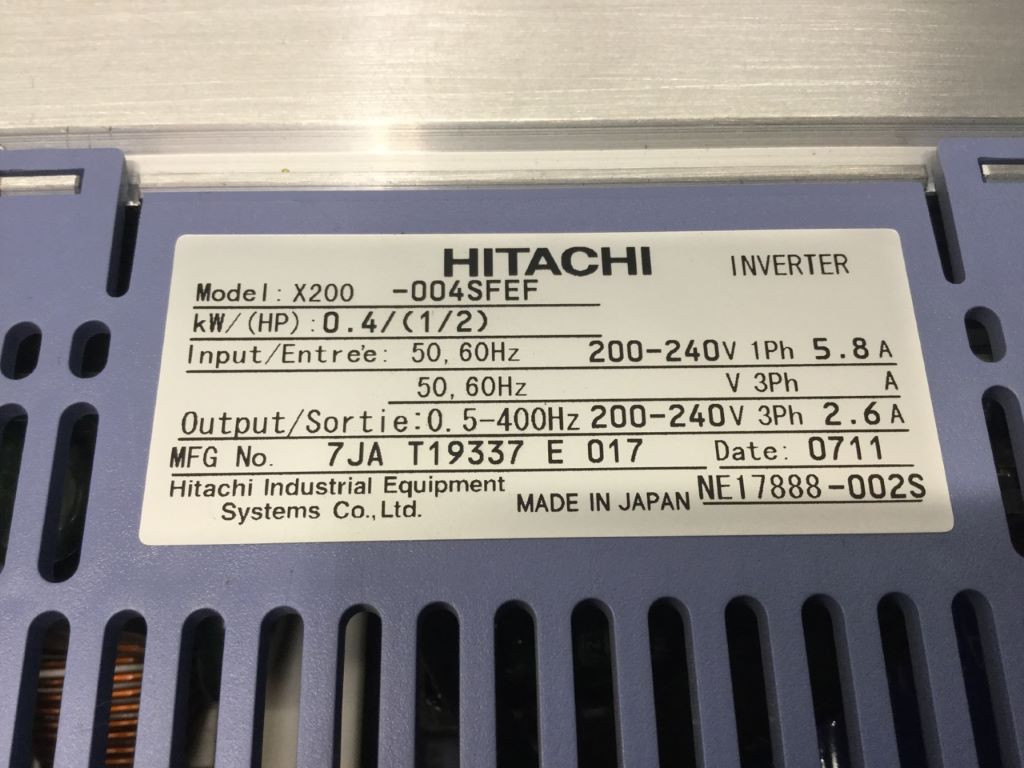 HITACHI INVERTER
Model: X200 -004SFEF
kW/(HP): 0.4/(1/2)
Input/Entre'e: 50,60Hz 200-240V 1Ph 5.8 A
50,60Hz V 3Ph A
Output/Sortie: 0.5-400Hz 200-240V 3Ph 2.6 A
MFG No. 7JA T19337 E 017 Date: 0711
Hitachi Industrial Equipment
Systems Co.,Ltd. MADE IN JAPAN NE17888-002S